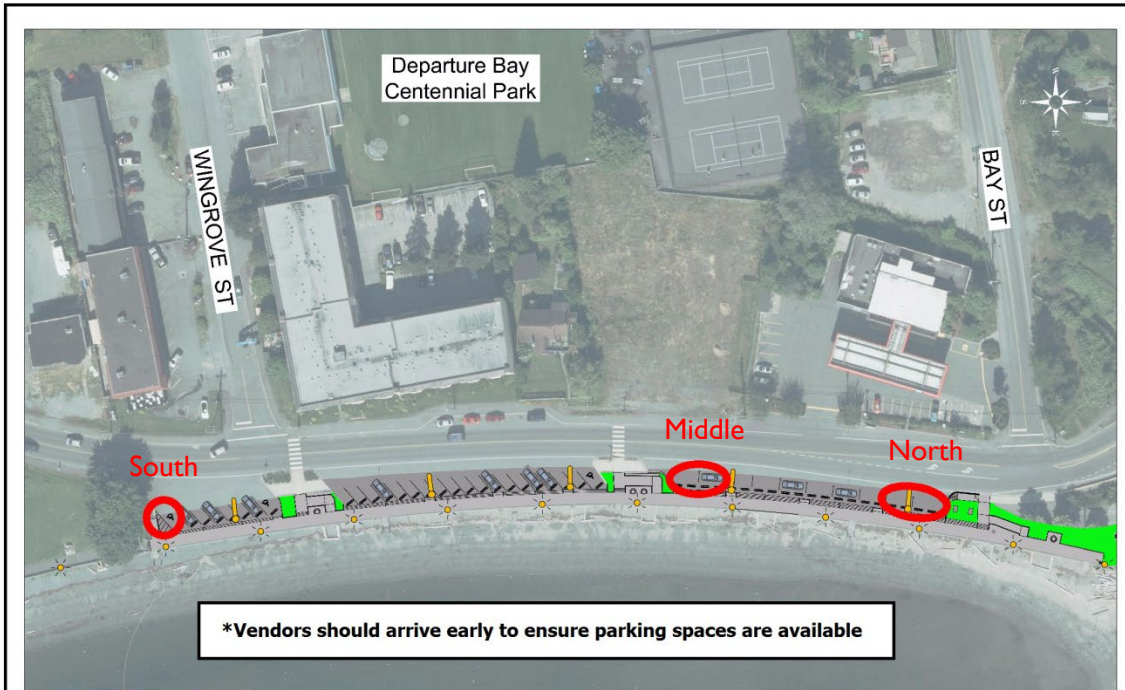 Departure Bay
Centennial Park
WINGROVE ST
BAY ST
South
Middle
North
*Vendors should arrive early to ensure parking spaces are available